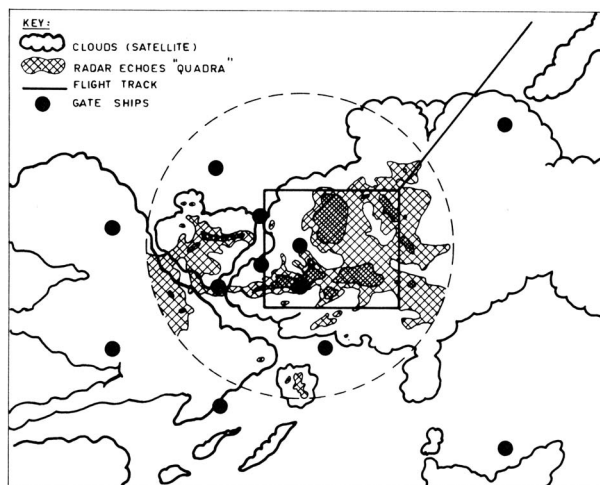 KEY:
CLOUDS (SATELLITE)
RADAR ECHOES "QUADRA"
FLIGHT TRACK
GATE SHIPS